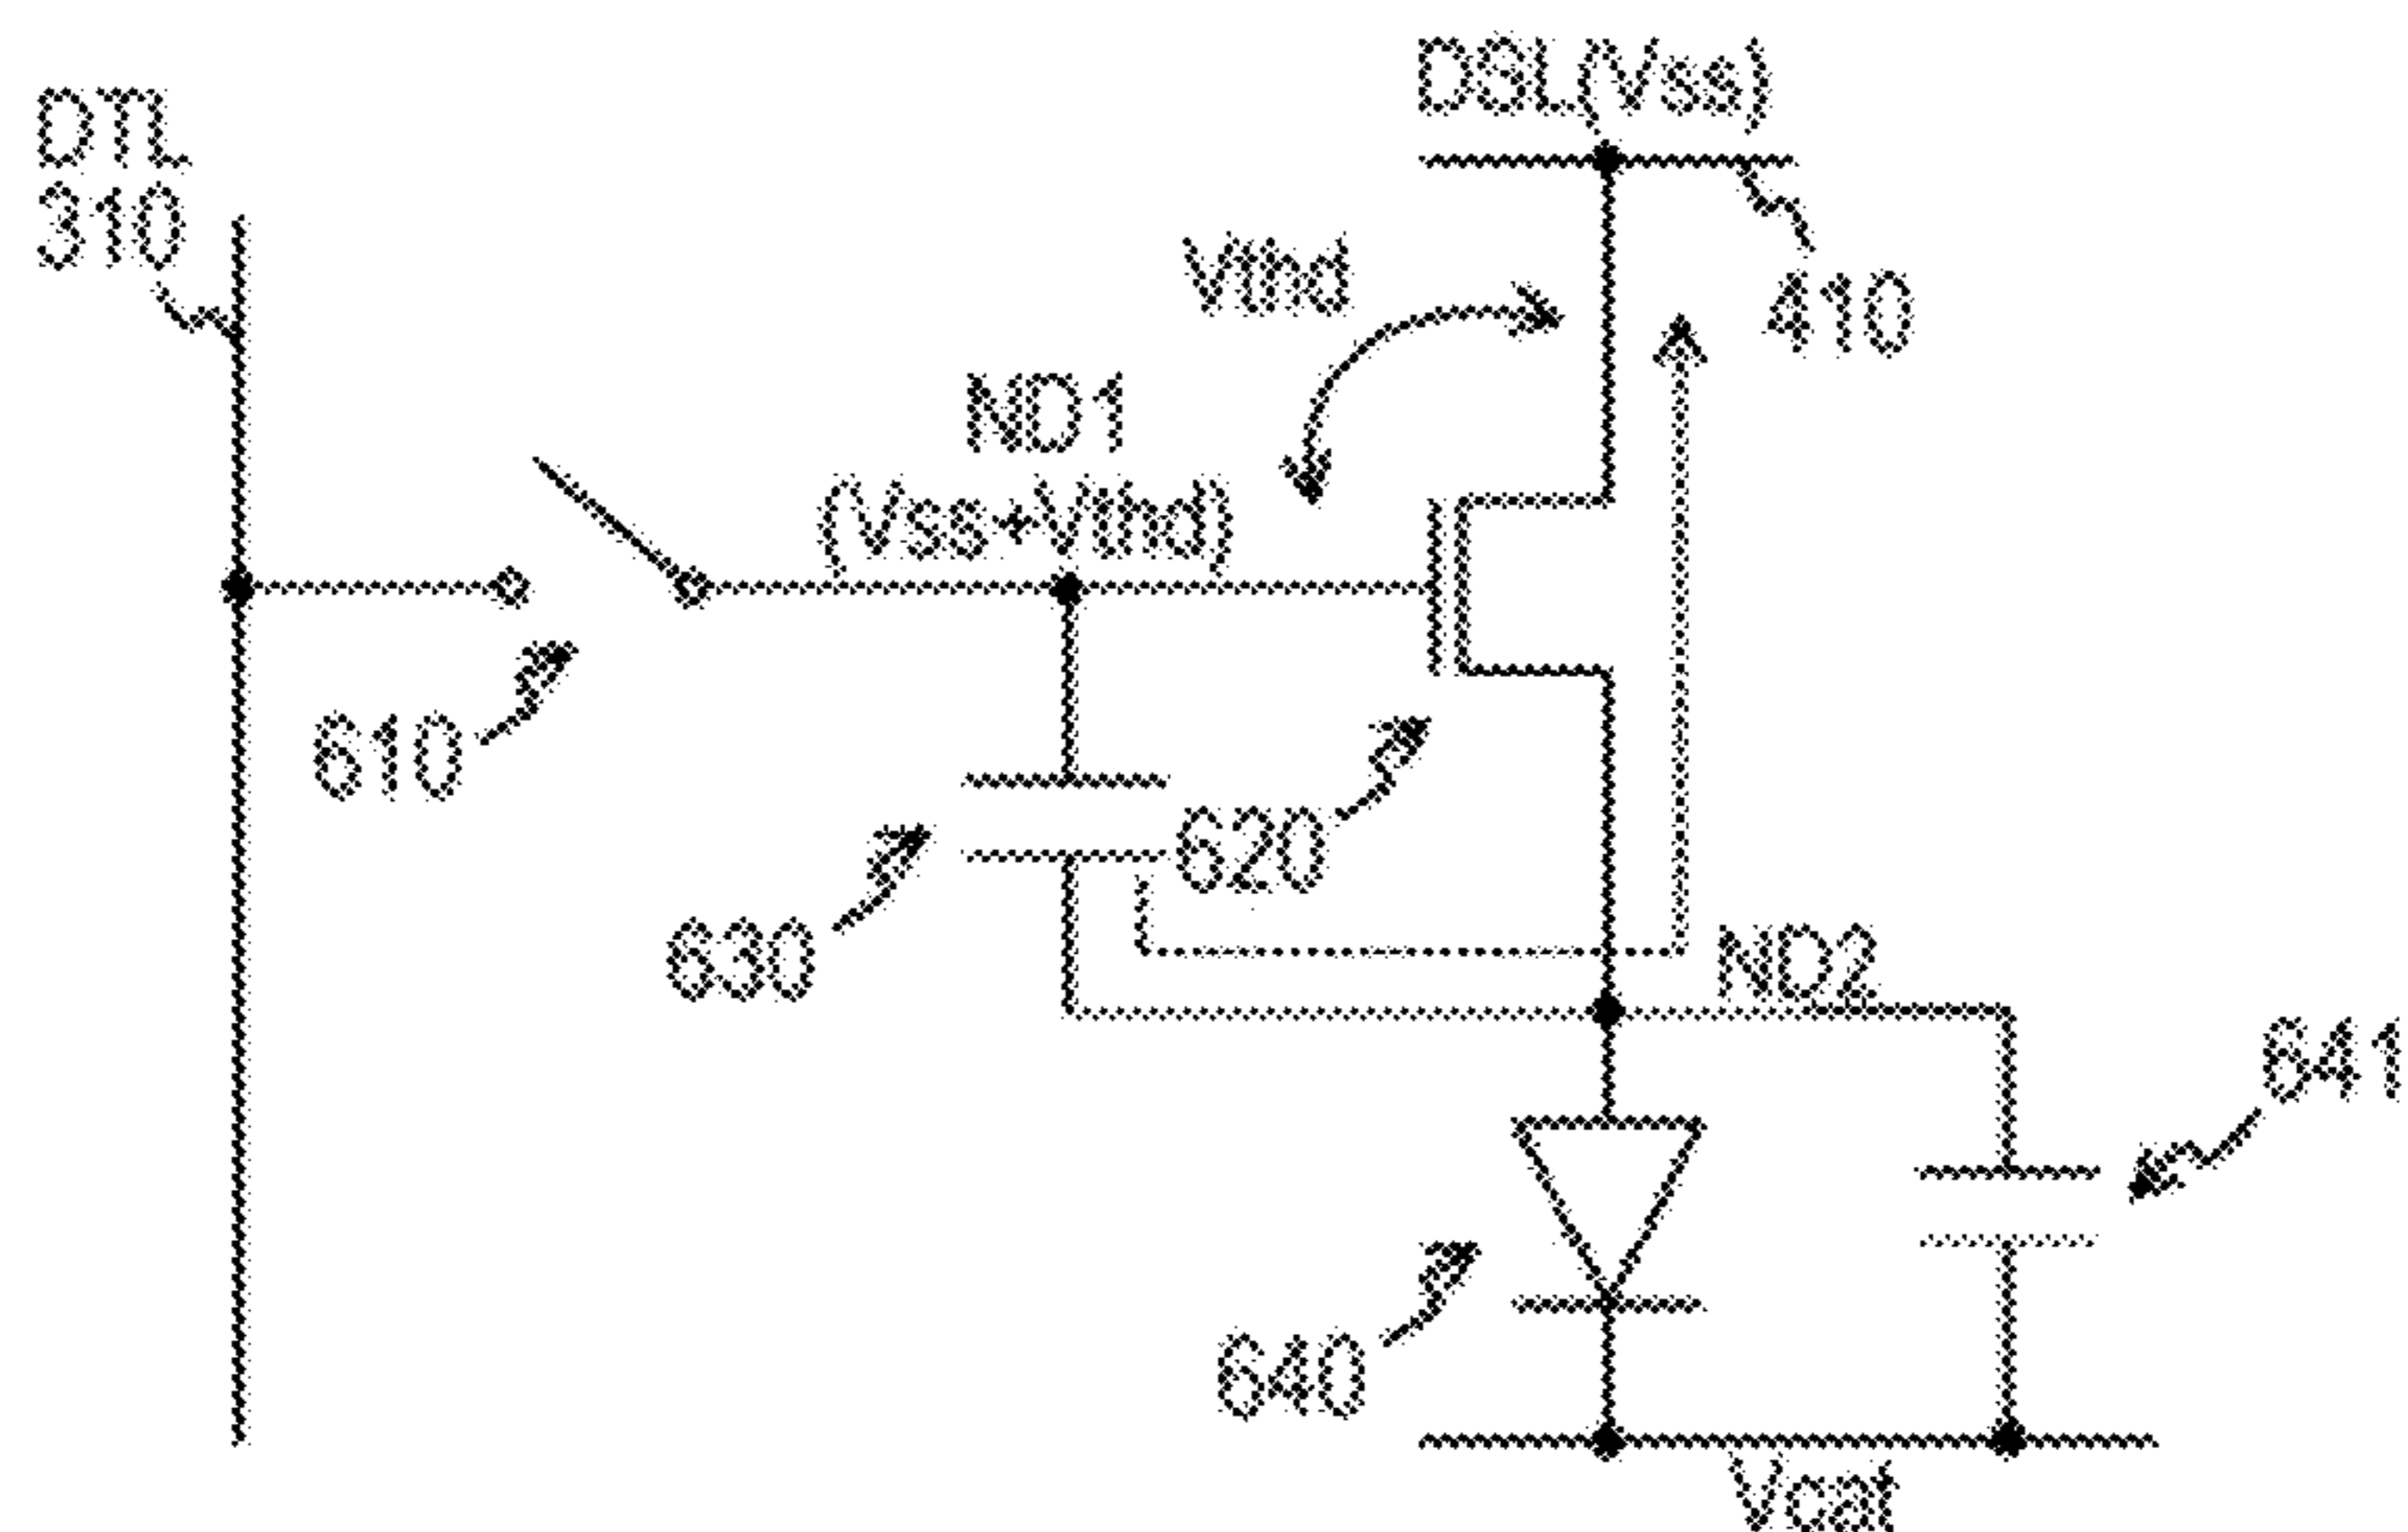 DTL
310
DSL(Vss)
410
Vthd
ND1
(Vss+Vthd)
610
620
630
ND2
641
640
Vcat